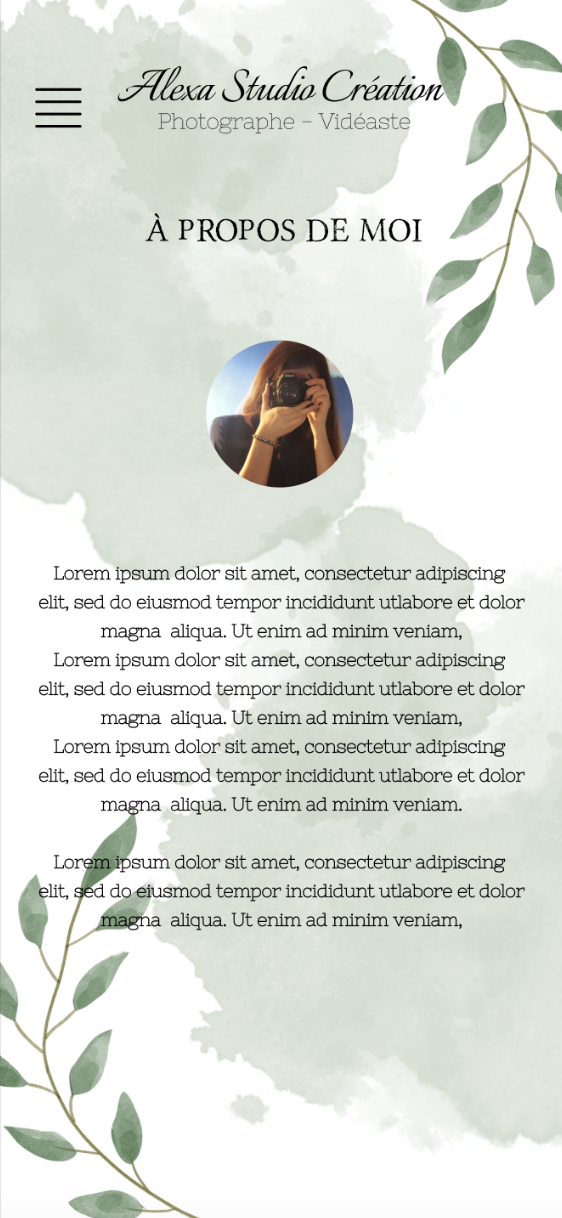 Alexa Studio Création
Photographe - Vidéaste
À PROPOS DE MOI
Lorem ipsum dolor sit amet, consectetur adipiscing
elit, sed do eiusmod tempor incididunt utlabore et dolor
magna  aliqua. Ut enim ad minim veniam,
Lorem ipsum dolor sit amet, consectetur adipiscing
elit, sed do eiusmod tempor incididunt utlabore et dolor
magna  aliqua. Ut enim ad minim veniam,
Lorem ipsum dolor sit amet, consectetur adipiscing
elit, sed do eiusmod tempor incididunt utlabore et dolor
magna  aliqua. Ut enim ad minim veniam.
Lorem ipsum dolor sit amet, consectetur adipiscing
elit, sed do eiusmod tempor incididunt utlabore et dolor
magna  aliqua. Ut enim ad minim veniam,